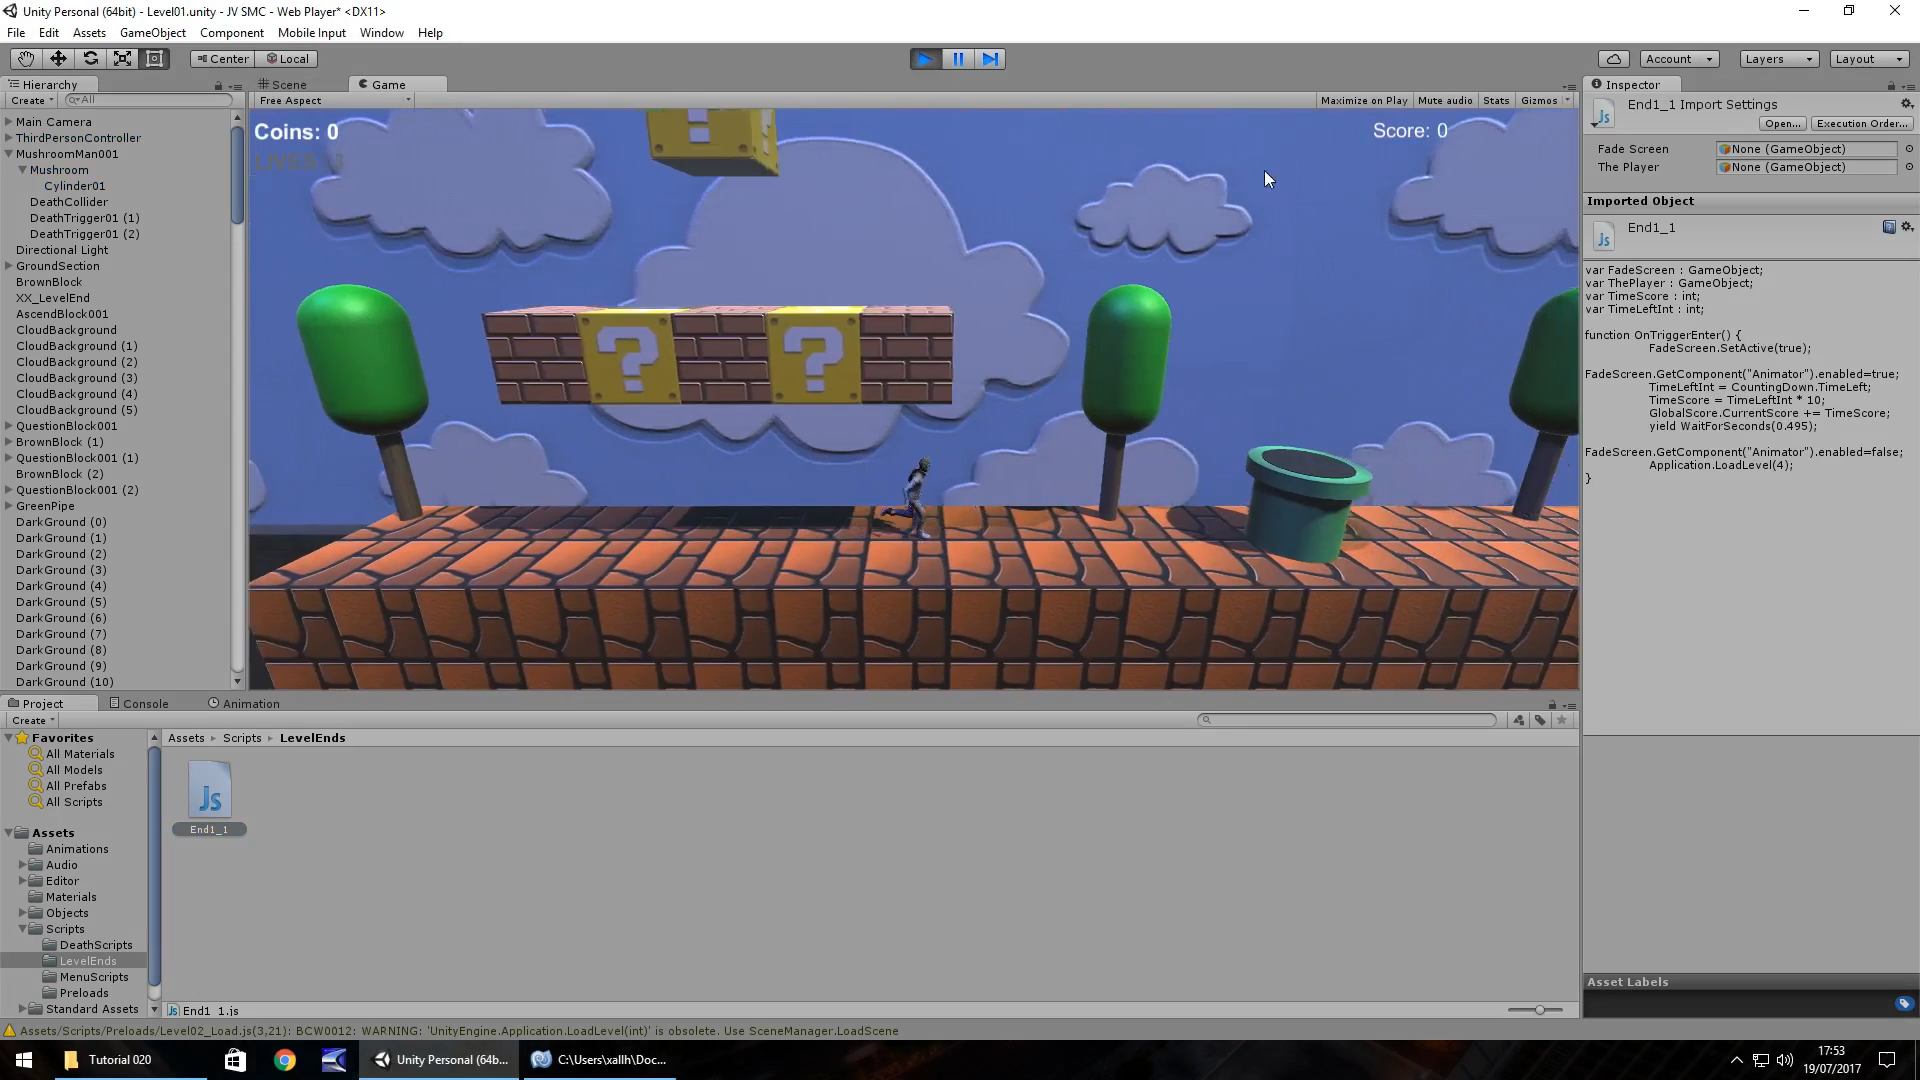 Unity Personal (64bit) - Level01.unity - JV SMC - Web Player* <DX11>
File Edit Assets GameObject Component Mobile Input Window Help
Center Local
Account Layers Layout
Hierarchy
Create All
Main Camera
ThirdPersonController
MushroomMan001
Mushroom
Cylinder01
DeathCollider
DeathTrigger01 (1)
DeathTrigger01 (2)
Directional Light
GroundSection
BrownBlock
XX_LevelEnd
AscendBlock001
CloudBackground
CloudBackground (1)
CloudBackground (2)
CloudBackground (3)
CloudBackground (4)
CloudBackground (5)
QuestionBlock001
BrownBlock (1)
QuestionBlock001 (1)
BrownBlock (2)
QuestionBlock001 (2)
GreenPipe
DarkGround (0)
DarkGround (1)
DarkGround (2)
DarkGround (3)
DarkGround (4)
DarkGround (5)
DarkGround (6)
DarkGround (7)
DarkGround (8)
DarkGround (9)
DarkGround (10)
Scene Game
Free Aspect
Maximize on Play Mute audio Stats Gizmos
Coins: 0
LIVES: 3
Score: 0
? ?
Inspector
End1_1 Import Settings
Open... Execution Order...
Fade Screen None (GameObject)
The Player None (GameObject)
Imported Object
End1_1
var FadeScreen : GameObject;
var ThePlayer : GameObject;
var TimeScore : int;
var TimeLeftInt : int;
function OnTriggerEnter() {
FadeScreen.SetActive(true);
FadeScreen.GetComponent("Animator").enabled=true;
TimeLeftInt = CountingDown.TimeLeft;
TimeScore = TimeLeftInt * 10;
GlobalScore.CurrentScore += TimeScore;
yield WaitForSeconds(0.495);
FadeScreen.GetComponent("Animator").enabled=false;
Application.LoadLevel(4);
}
Asset Labels
Project Console Animation
Create
Favorites
All Materials
All Models
All Prefabs
All Scripts
Assets
Animations
Audio
Editor
Materials
Objects
Scripts
DeathScripts
LevelEnds
MenuScripts
Preloads
Standard Assets
Assets Scripts LevelEnds
Js
End1_1
End1_1.js
Assets/Scripts/Preloads/Level02_Load.js(3,21): BCW0012: WARNING: 'UnityEngine.Application.LoadLevel(int)' is obsolete. Use SceneManager.LoadScene
Tutorial 020
Unity Personal (64b...
C:\Users\xallh\Doc...
17:53
19/07/2017